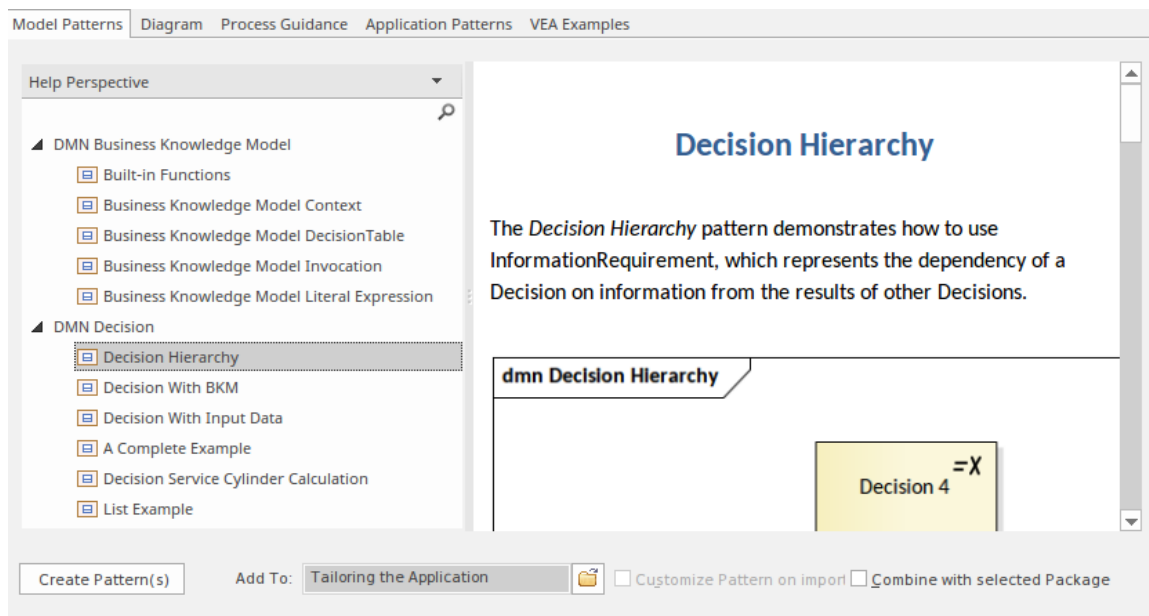 Model Patterns Diagram Process Guidance Application Patterns VEA Examples
Help Perspective
DMN Business Knowledge Model
Built-in Functions
Business Knowledge Model Context
Business Knowledge Model DecisionTable
Business Knowledge Model Invocation
Business Knowledge Model Literal Expression
DMN Decision
Decision Hierarchy
Decision With BKM
Decision With Input Data
A Complete Example
Decision Service Cylinder Calculation
List Example
Decision Hierarchy
The Decision Hierarchy pattern demonstrates how to use
InformationRequirement, which represents the dependency of a
Decision on information from the results of other Decisions.
dmn Decision Hierarchy
=X
Decision 4
Create Pattern(s) Add To: Tailoring the Application Customize Pattern on import Combine with selected Package